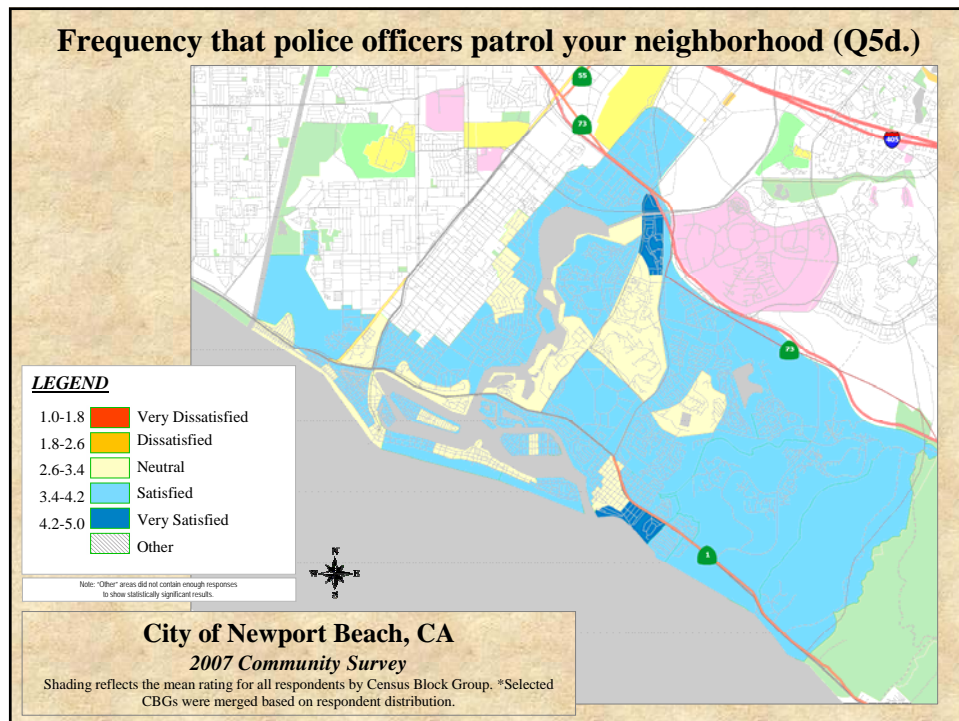 Frequency that police officers patrol your neighborhood (Q5d.)
55
73
405
73
1
LEGEND
1.0-1.8 Very Dissatisfied
1.8-2.6 Dissatisfied
2.6-3.4 Neutral
3.4-4.2 Satisfied
4.2-5.0 Very Satisfied
Other
Note: "Other" areas did not contain enough responses
to show statistically significant results.
N
W E
S
City of Newport Beach, CA
2007 Community Survey
Shading reflects the mean rating for all respondents by Census Block Group. *Selected
CBGs were merged based on respondent distribution.